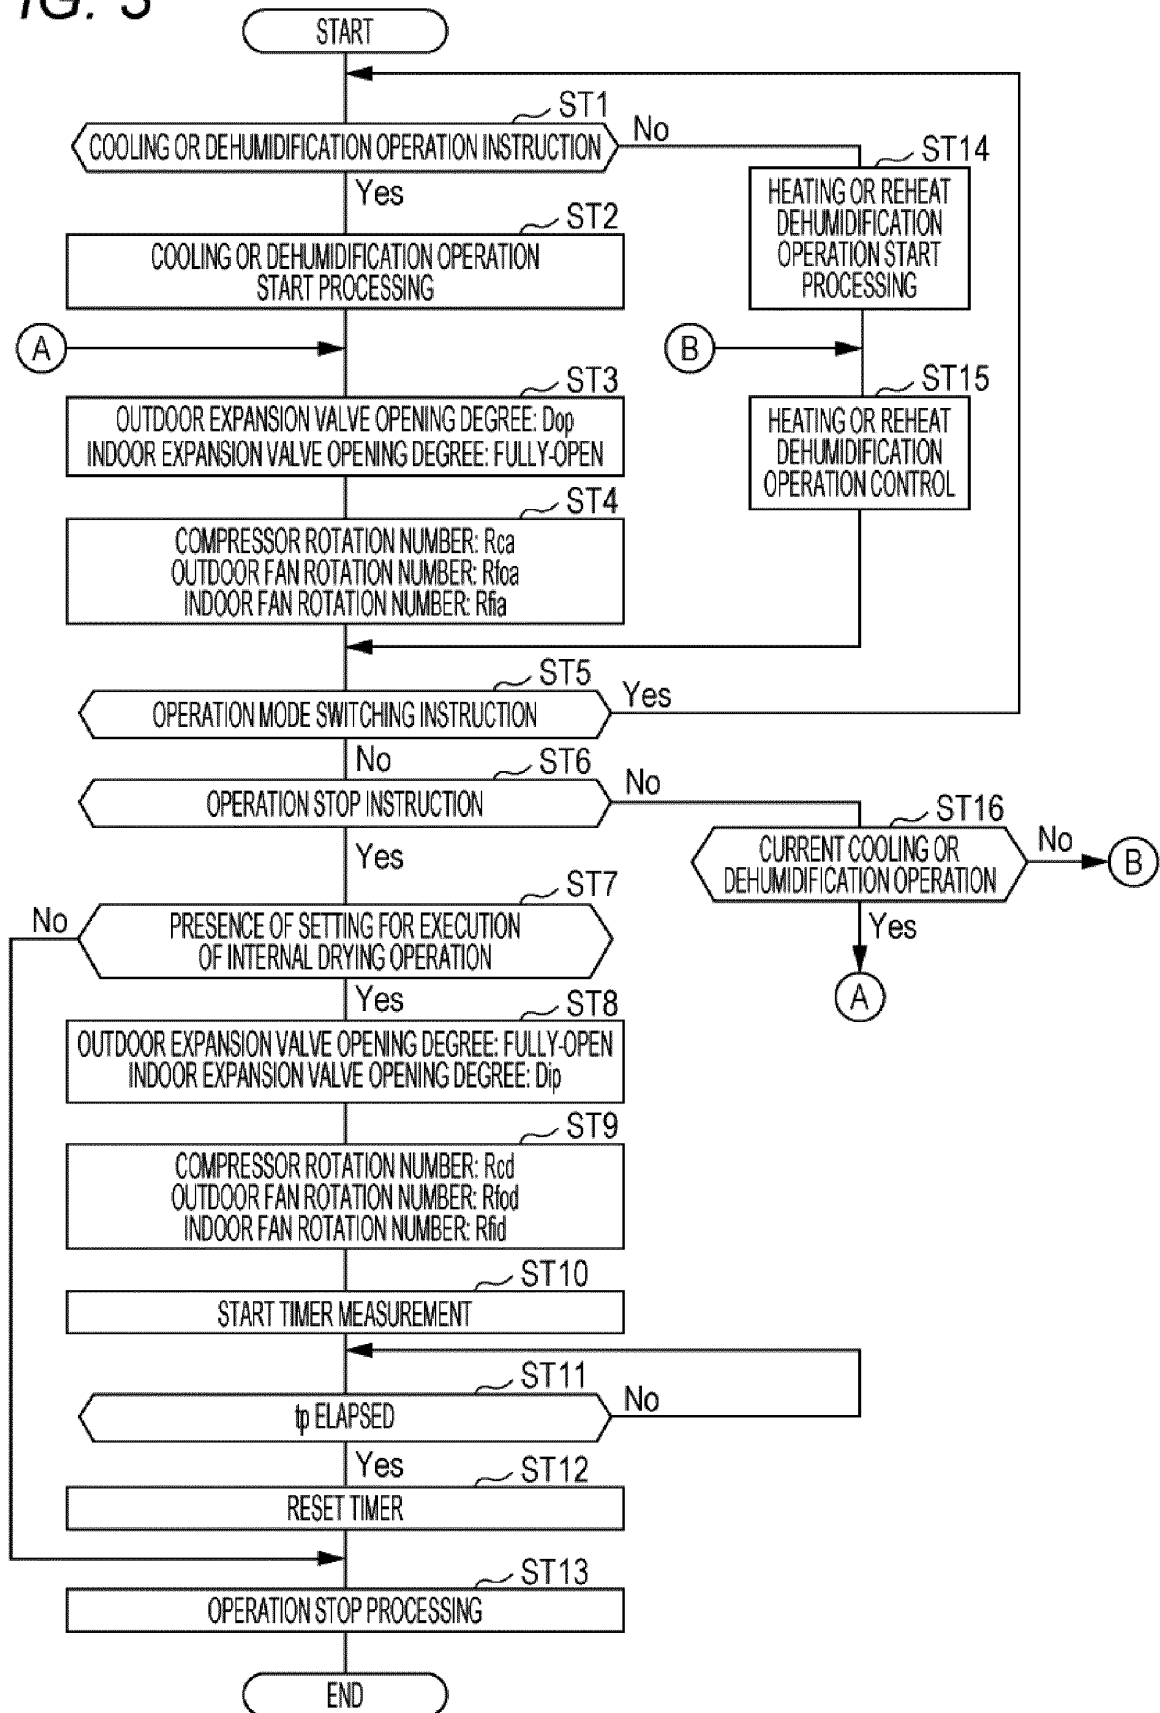 IG. 3
START
ST1
COOLING OR DEHUMIDIFICATION OPERATION INSTRUCTION
No
Yes
ST14
HEATING OR REHEAT
DEHUMIDIFICATION
OPERATION START
PROCESSING
ST2
COOLING OR DEHUMIDIFICATION OPERATION
START PROCESSING
A
B
ST3
OUTDOOR EXPANSION VALVE OPENING DEGREE: Dop
INDOOR EXPANSION VALVE OPENING DEGREE: FULLY-OPEN
ST15
HEATING OR REHEAT
DEHUMIDIFICATION
OPERATION CONTROL
ST4
COMPRESSOR ROTATION NUMBER: Rca
OUTDOOR FAN ROTATION NUMBER: Rfoa
INDOOR FAN ROTATION NUMBER: Rfia
ST5
OPERATION MODE SWITCHING INSTRUCTION
Yes
No
ST6
OPERATION STOP INSTRUCTION
No
Yes
ST16
CURRENT COOLING OR
DEHUMIDIFICATION OPERATION
No
B
Yes
A
ST7
PRESENCE OF SETTING FOR EXECUTION
OF INTERNAL DRYING OPERATION
No
Yes
ST8
OUTDOOR EXPANSION VALVE OPENING DEGREE: FULLY-OPEN
INDOOR EXPANSION VALVE OPENING DEGREE: Dip
ST9
COMPRESSOR ROTATION NUMBER: Rcd
OUTDOOR FAN ROTATION NUMBER: Rfod
INDOOR FAN ROTATION NUMBER: Rfid
ST10
START TIMER MEASUREMENT
ST11
tp ELAPSED
No
Yes
ST12
RESET TIMER
ST13
OPERATION STOP PROCESSING
END